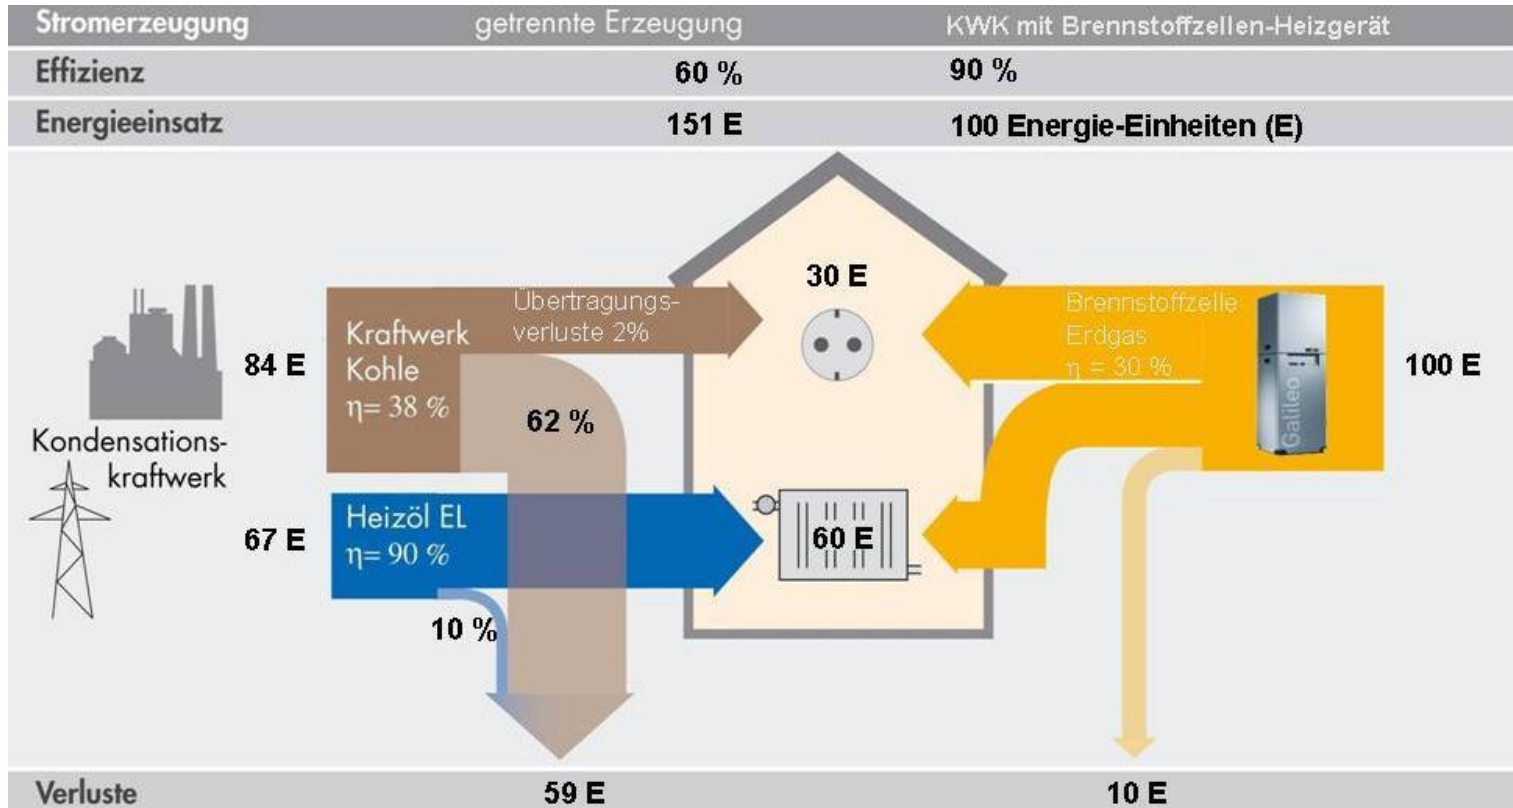 Stromerzeugung getrennte Erzeugung KWK mit Brennstoffzellen-Heizgerät
Effizienz 60 % 90 %
Energieeinsatz 151 E 100 Energie-Einheiten (E)
30 E
Übertragungs-
verluste 2%
Kraftwerk
Kohle
η= 38 %
84 E
62 %
Kondensations-
kraftwerk
Brennstoffzelle
Erdgas
η = 30 %
Galileo
100 E
67 E
Heizöl EL
η= 90 %
60 E
10 %
Verluste 59 E 10 E